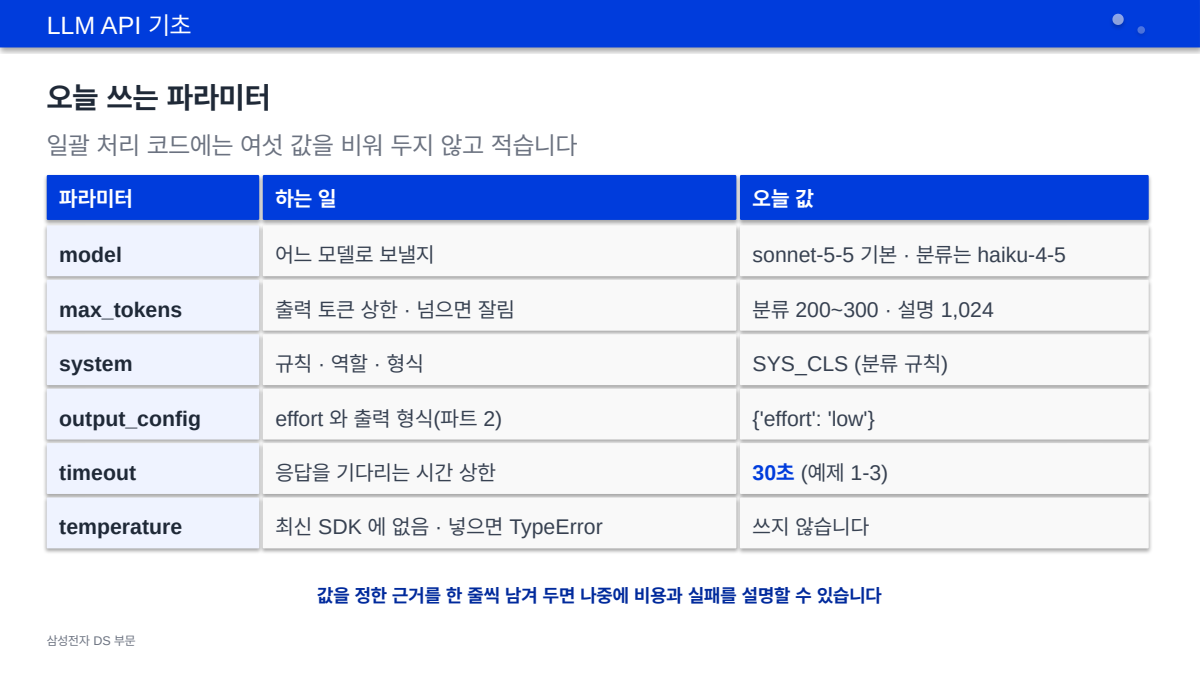 LLM API 기초
오늘 쓰는 파라미터
일괄 처리 코드에는 여섯 값을 비워 두지 않고 적습니다
파라미터 하는 일 오늘 값
model 어느 모델로 보낼지 sonnet-5-5 기본 · 분류는 haiku-4-5
max_tokens 출력 토큰 상한 · 넘으면 잘림 분류 200~300 · 설명 1,024
system 규칙 · 역할 · 형식 SYS_CLS (분류 규칙)
output_config effort 와 출력 형식(파트 2) {'effort': 'low'}
timeout 응답을 기다리는 시간 상한 30초 (예제 1-3)
temperature 최신 SDK 에 없음 · 넣으면 TypeError 쓰지 않습니다
값을 정한 근거를 한 줄씩 남겨 두면 나중에 비용과 실패를 설명할 수 있습니다
삼성전자 DS 부문